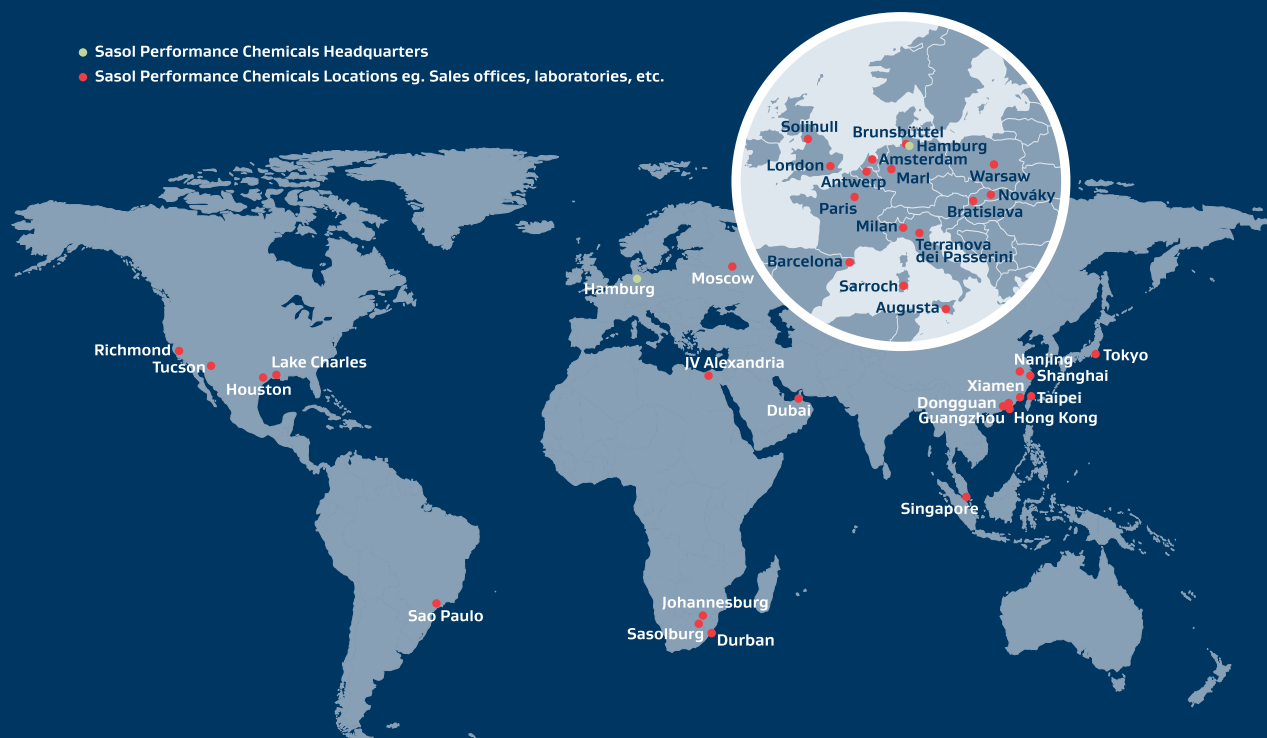 Sasol Performance Chemicals Headquarters
Sasol Performance Chemicals Locations eg. Sales offices, laboratories, etc.
Solihull
Brunsbüttel
Hamburg
London
Amsterdam
Antwerp
Marl
Warsaw
Paris
Nováky
Bratislava
Milan
Terranova
dei Passerini
Barcelona
Sarroch
Augusta
Moscow
Hamburg
Richmond
Tucson
Lake Charles
Houston
JV Alexandria
Dubai
Nanjing
Tokyo
Shanghai
Xiamen
Taipei
Dongguan
Guangzhou
Hong Kong
Singapore
Sao Paulo
Johannesburg
Sasolburg
Durban